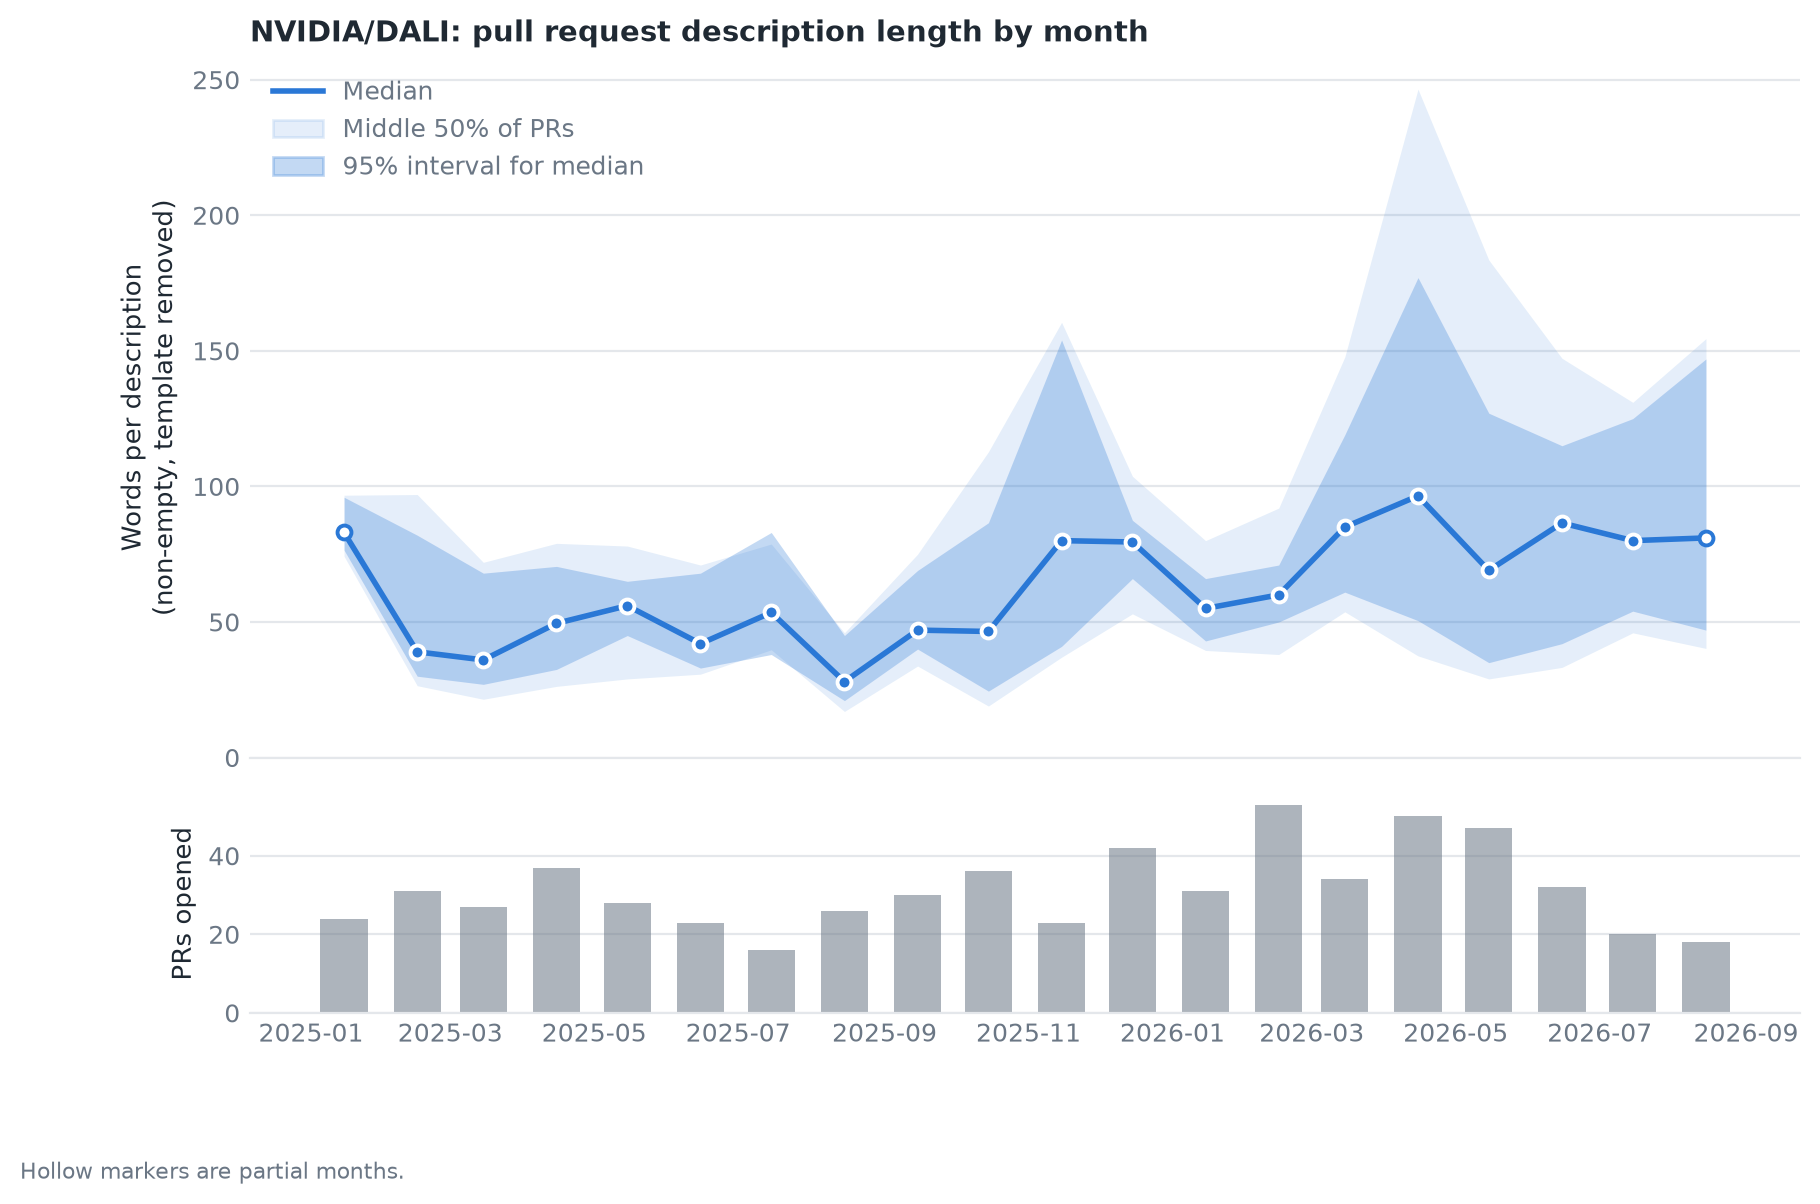 NVIDIA/DALI: pull request description length by month
250
200
150
100
50
0
Words per description
(non-empty, template removed)
Median
Middle 50% of PRs
95% interval for median
PRs opened
40
20
0
2025-01 2025-03 2025-05 2025-07 2025-09 2025-11 2026-01 2026-03 2026-05 2026-07 2026-09
Hollow markers are partial months.